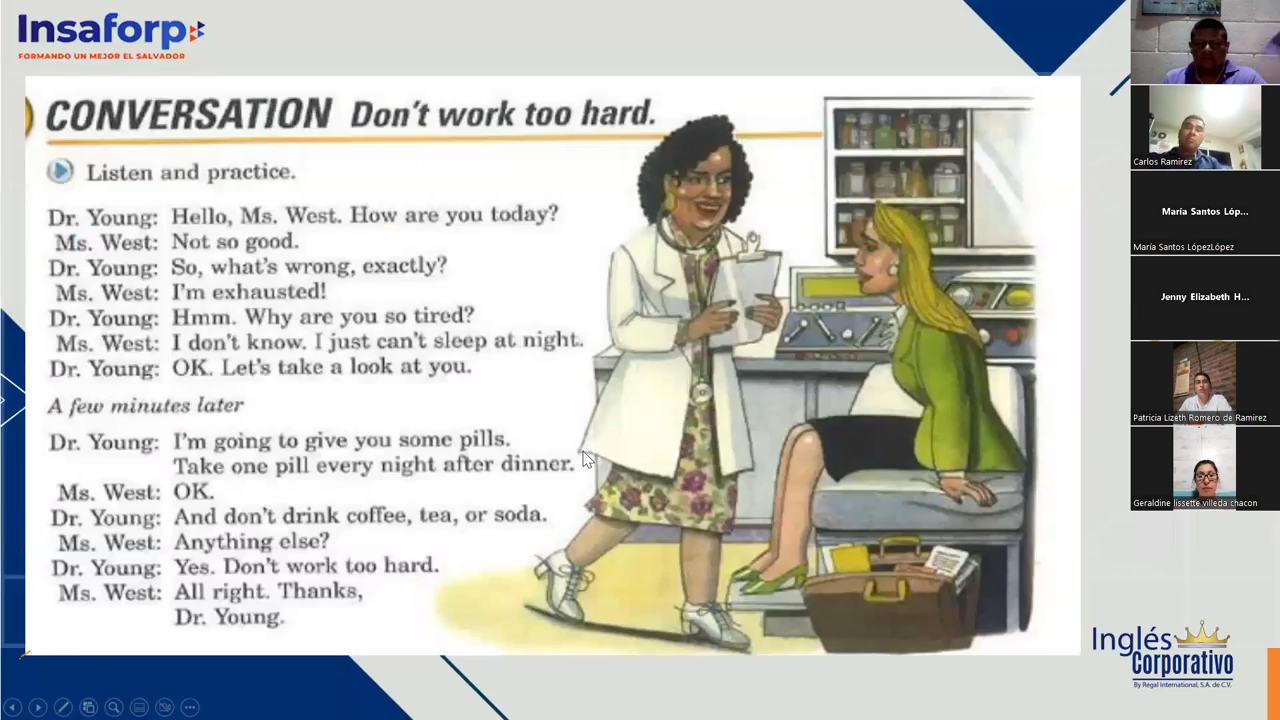 Insaforp
FORMANDO UN MEJOR EL SALVADOR
CONVERSATION Don't work too hard.
Listen and practice.
Dr. Young: Hello, Ms. West. How are you today?
Ms. West: Not so good.
Dr. Young: So, what's wrong, exactly?
Ms. West: I'm exhausted!
Dr. Young: Hmm. Why are you so tired?
Ms. West: I don't know. I just can't sleep at night.
Dr. Young: OK. Let's take a look at you.
A few minutes later
Dr. Young: I'm going to give you some pills.
Take one pill every night after dinner.
Ms. West: OK.
Dr. Young: And don't drink coffee, tea, or soda.
Ms. West: Anything else?
Dr. Young: Yes. Don't work too hard.
Ms. West: All right. Thanks,
Dr. Young.
Carlos Ramirez
María Santos Lóp...
María Santos LópezLópez
Jenny Elizabeth H...
Patricia Lizeth Romero de Ramirez
Geraldine lissette villeda chacon
Inglés
Corporativo
By Regal International, S.A. de C.V.